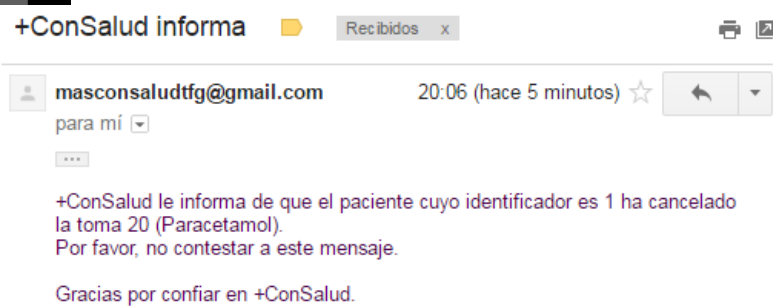 +ConSalud informa
Recibidos x
masconsaludtfg@gmail.com 20:06 (hace 5 minutos)
para mí
+ConSalud le informa de que el paciente cuyo identificador es 1 ha cancelado
la toma 20 (Paracetamol).
Por favor, no contestar a este mensaje.
Gracias por confiar en +ConSalud.